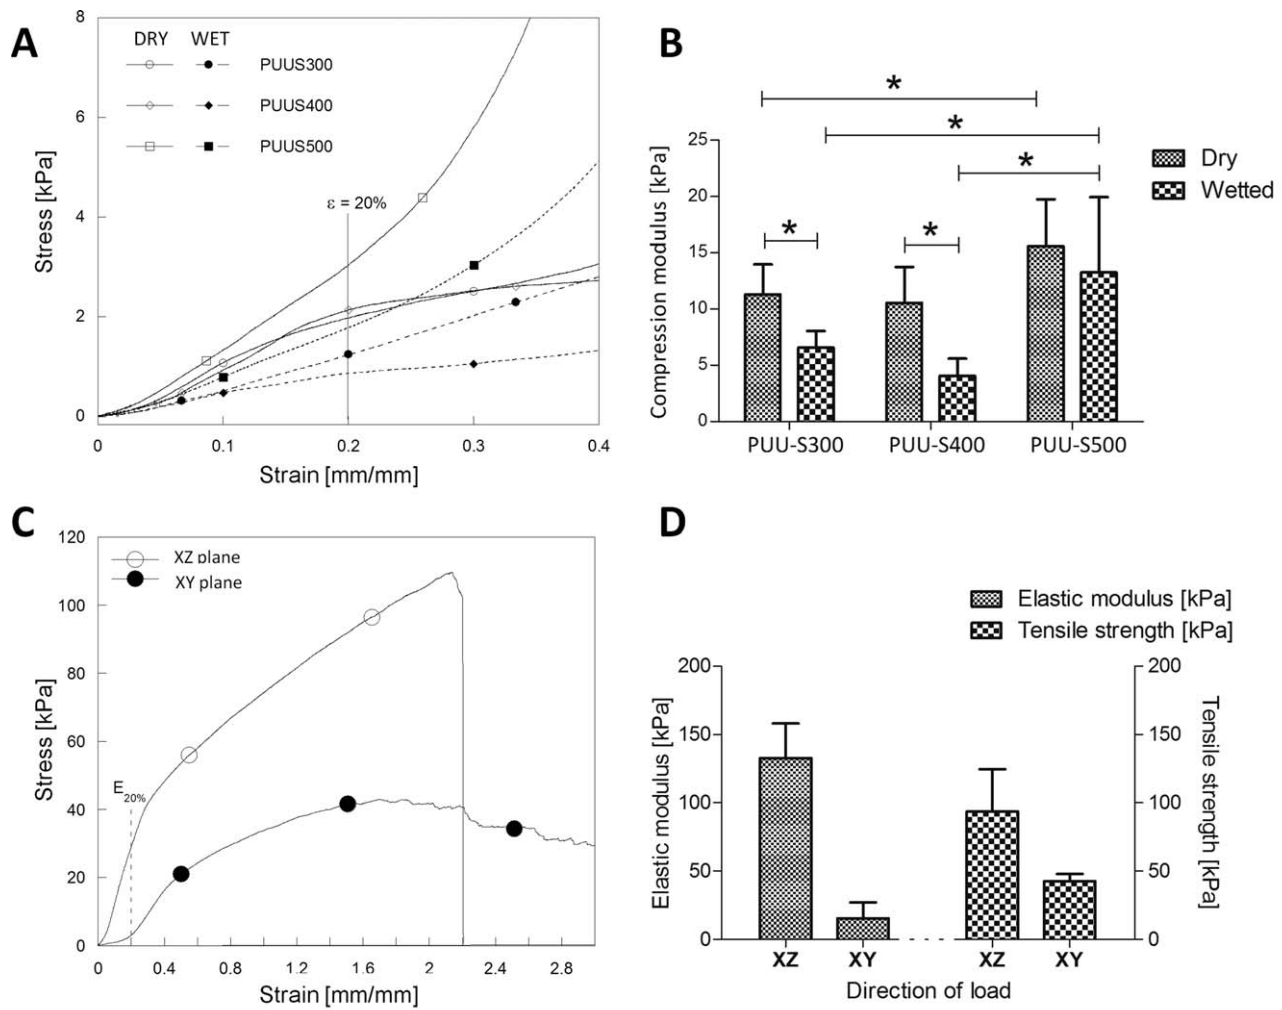 A
DRY WET
PUUS300
PUUS400
PUUS500
ε = 20%
8
6
4
2
0
Stress [kPa]
0 0.1 0.2 0.3 0.4
Strain [mm/mm]
B
*
*
*
*
*
Dry
Wetted
25
20
15
10
5
0
Compression modulus [kPa]
PUU-S300 PUU-S400 PUU-S500
C
XZ plane
XY plane
E20%
120
100
80
60
40
20
0
Stress [kPa]
0 0.4 0.8 1.2 1.6 2 2.4 2.8
Strain [mm/mm]
D
Elastic modulus [kPa]
Tensile strength [kPa]
200
150
100
50
0
Elastic modulus [kPa]
200
150
100
50
0
Tensile strength [kPa]
XZ XY XZ XY
Direction of load